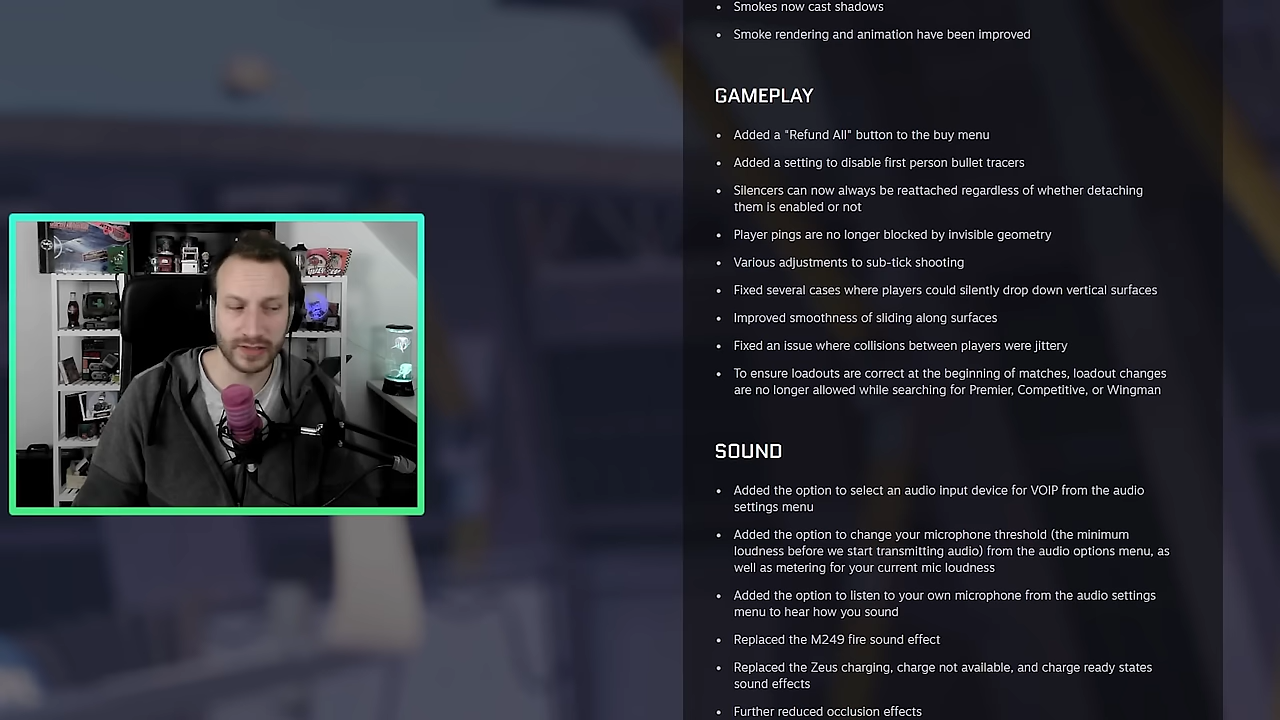 Smokes now cast shadows
Smoke rendering and animation have been improved
GAMEPLAY
Added a "Refund All" button to the buy menu
Added a setting to disable first person bullet tracers
Silencers can now always be reattached regardless of whether detaching
them is enabled or not
Player pings are no longer blocked by invisible geometry
Various adjustments to sub-tick shooting
Fixed several cases where players could silently drop down vertical surfaces
Improved smoothness of sliding along surfaces
Fixed an issue where collisions between players were jittery
To ensure loadouts are correct at the beginning of matches, loadout changes
are no longer allowed while searching for Premier, Competitive, or Wingman
SOUND
Added the option to select an audio input device for VOIP from the audio
settings menu
Added the option to change your microphone threshold (the minimum
loudness before we start transmitting audio) from the audio options menu, as
well as metering for your current mic loudness
Added the option to listen to your own microphone from the audio settings
menu to hear how you sound
Replaced the M249 fire sound effect
Replaced the Zeus charging, charge not available, and charge ready states
sound effects
Further reduced occlusion effects